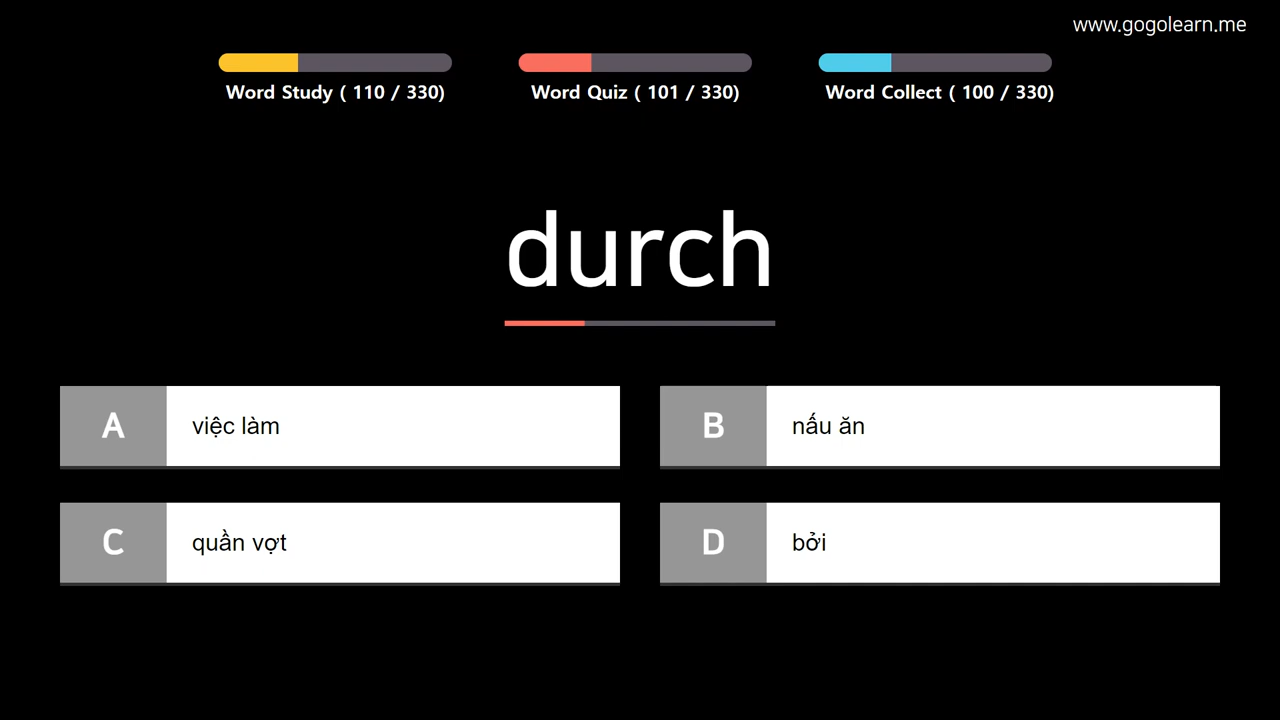 www.gogolearn.me
Word Study ( 110 / 330)
Word Quiz ( 101 / 330)
Word Collect ( 100 / 330)
durch
A
việc làm
B
nấu ăn
C
quần vợt
D
bởi